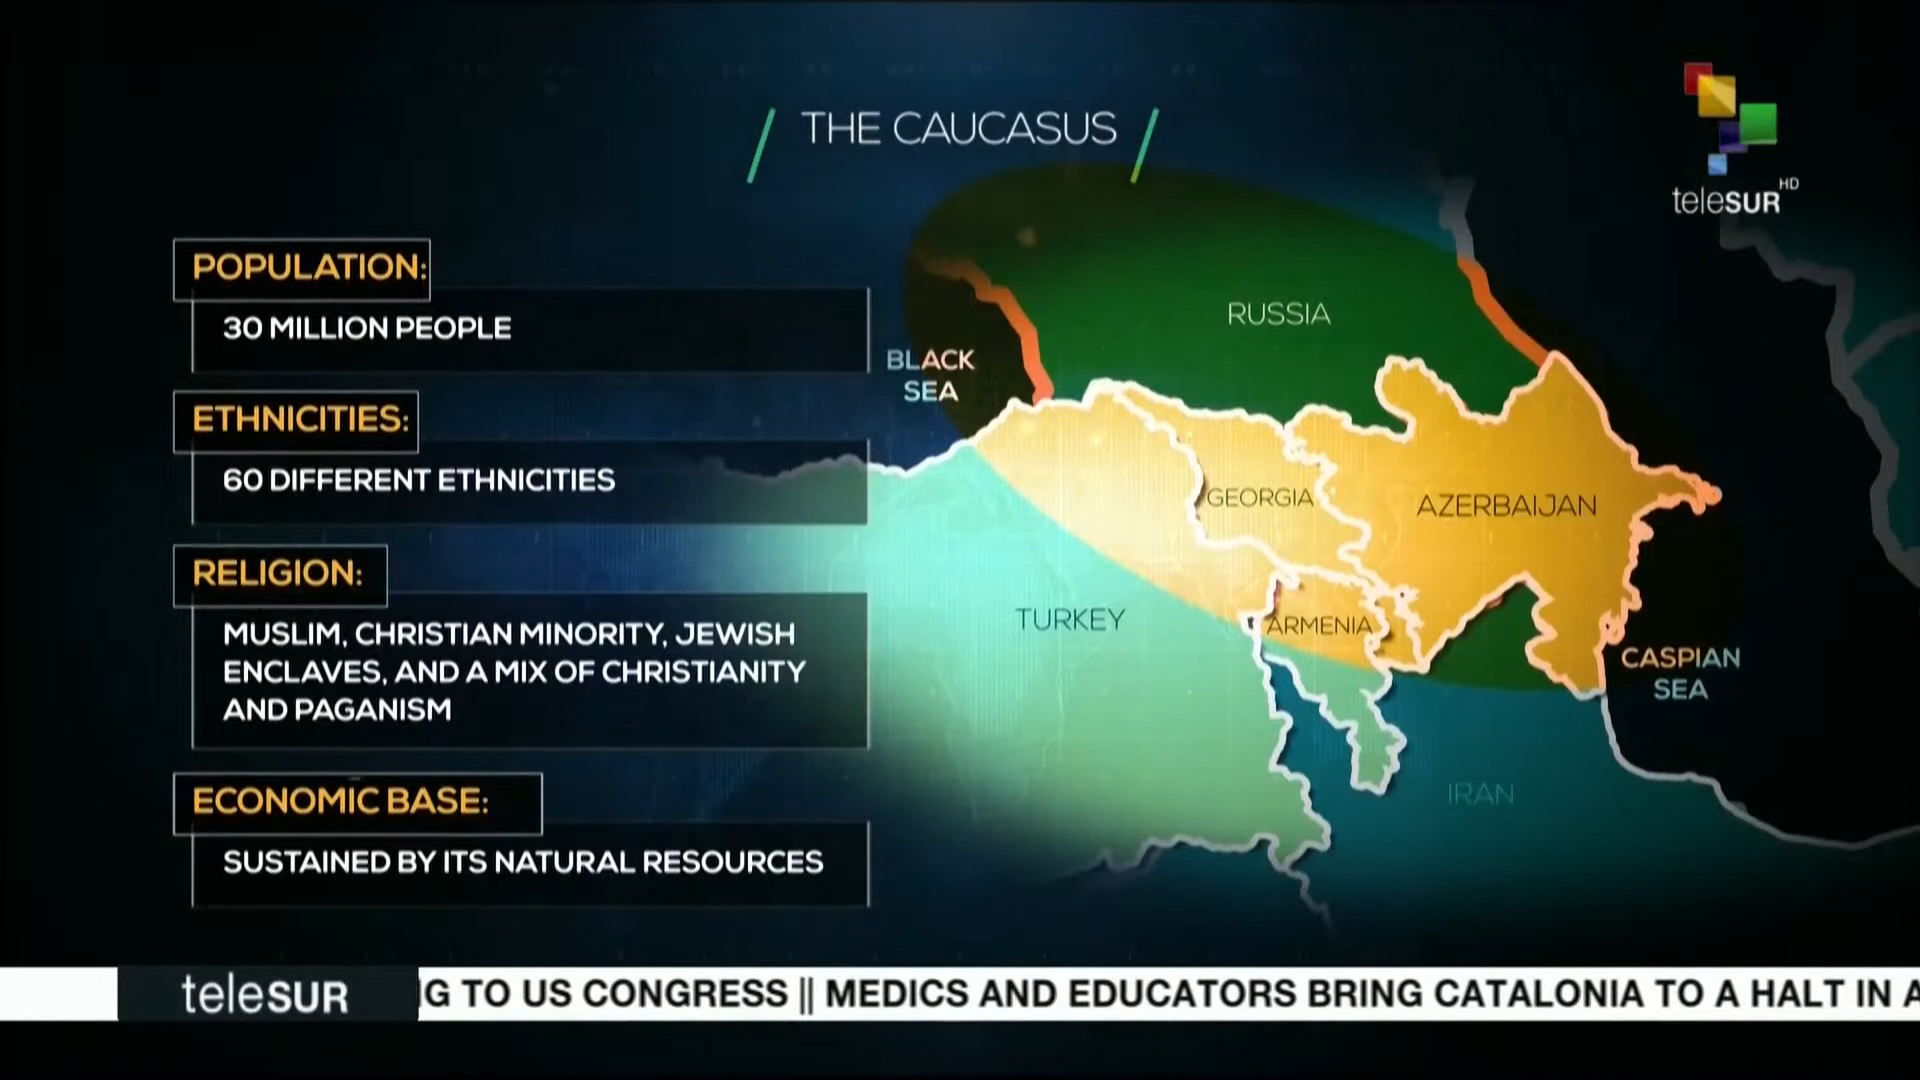 THE CAUCASUS
HD
teleSUR
POPULATION:
30 MILLION PEOPLE
ETHNICITIES:
60 DIFFERENT ETHNICITIES
RELIGION:
MUSLIM, CHRISTIAN MINORITY, JEWISH
ENCLAVES, AND A MIX OF CHRISTIANITY
AND PAGANISM
ECONOMIC BASE:
SUSTAINED BY ITS NATURAL RESOURCES
RUSSIA
BLACK
SEA
GEORGIA
AZERBAIJAN
TURKEY
ARMENIA
CASPIAN
SEA
IRAN
teleSUR
G TO US CONGRESS || MEDICS AND EDUCATORS BRING CATALONIA TO A HALT IN A